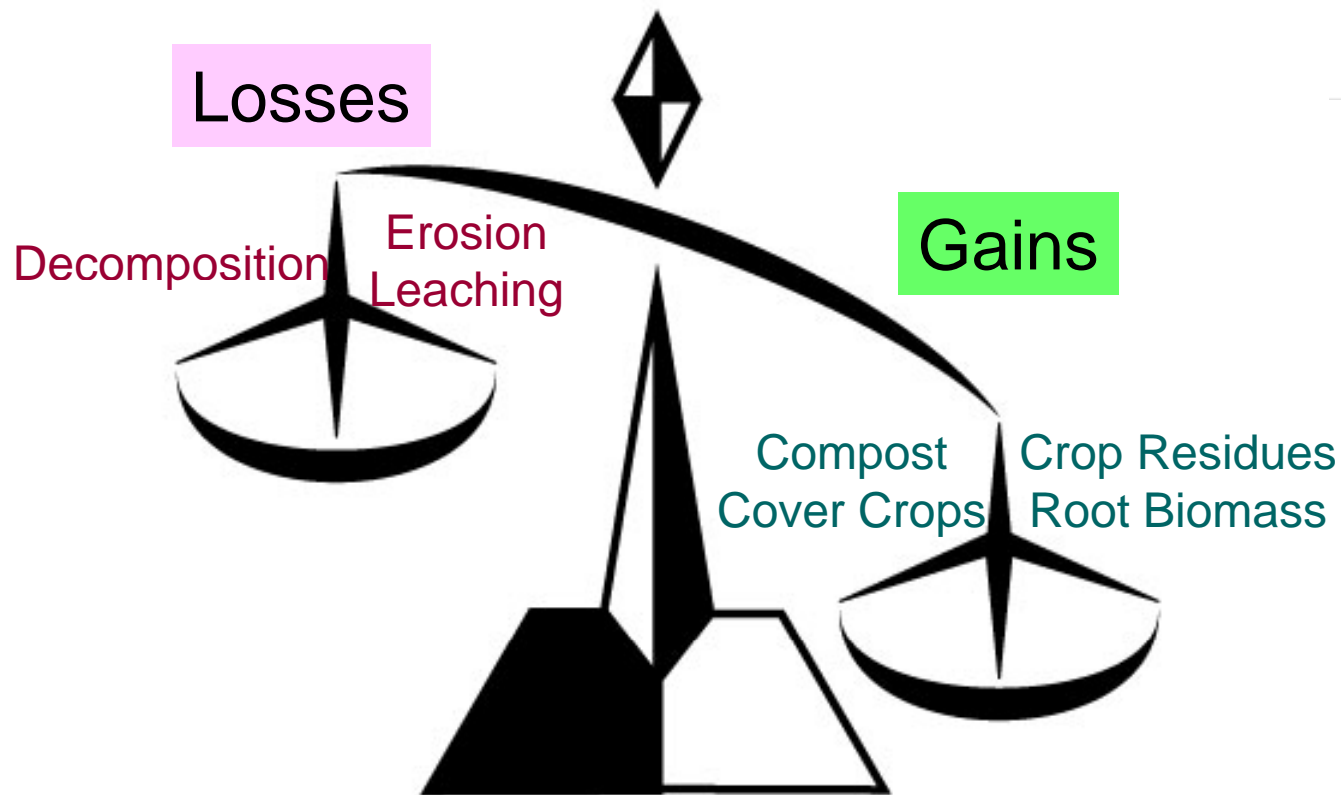 Losses
Decomposition
Erosion
Leaching
Gains
Compost
Cover Crops
Crop Residues
Root Biomass